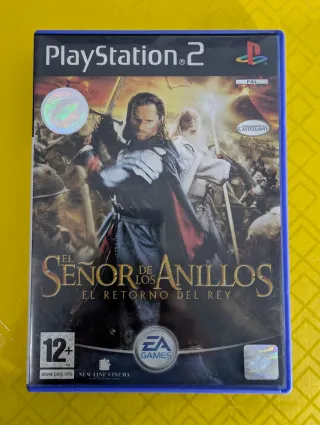 PlayStation®2
PAL
CASTELLANO
EL
SEÑOR DE LOS ANILLOS
EL RETORNO DEL REY
12+
www.pegi.info
NEW LINE CINEMA
EA
GAMES